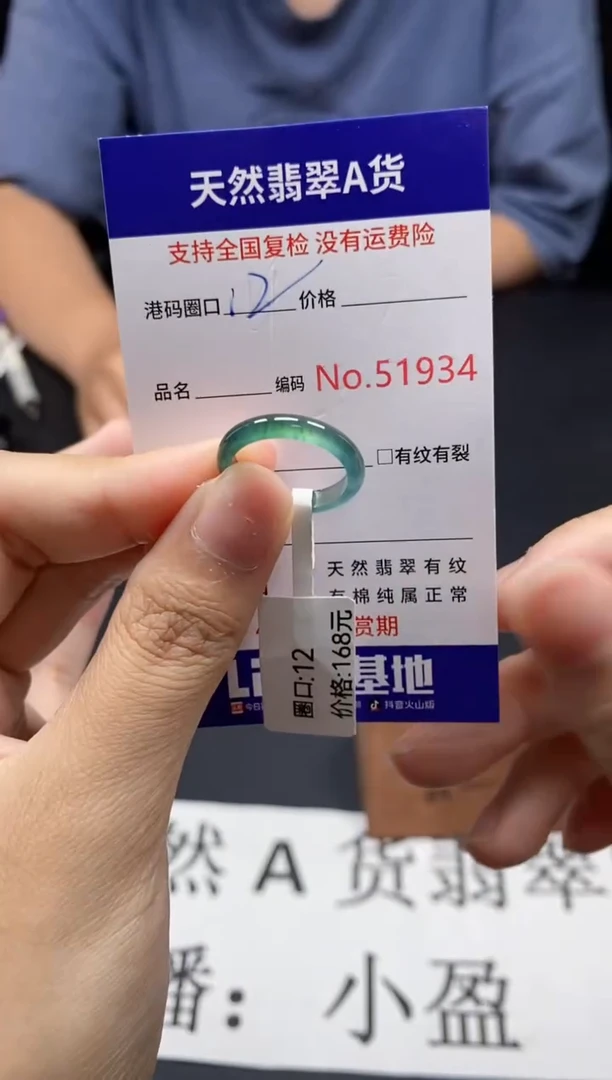 天然翡翠A货
支持全国复检 没有运费险
港码圈口 12 价格
品名 编码 No.51934
□有纹有裂
天然翡翠有纹
有棉纯属正常
赏期
圈口:12
价格:168元
基地
抖音火山版
然A货翡翠
播：小盈